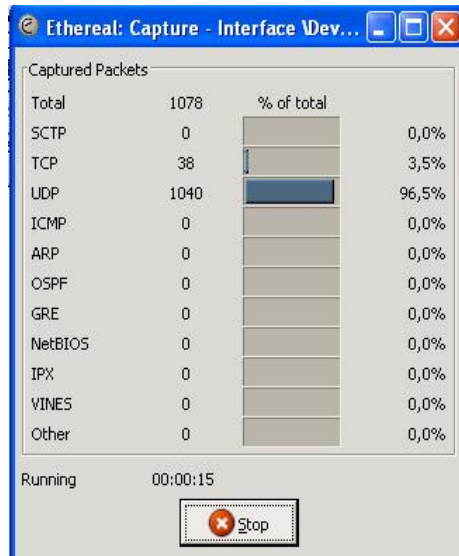 Ethereal: Capture - Interface \Dev...
Captured Packets
Total 1078 % of total
SCTP 0 0,0%
TCP 38 3,5%
UDP 1040 96,5%
ICMP 0 0,0%
ARP 0 0,0%
OSPF 0 0,0%
GRE 0 0,0%
NetBIOS 0 0,0%
IPX 0 0,0%
VINES 0 0,0%
Other 0 0,0%
Running 00:00:15
Stop